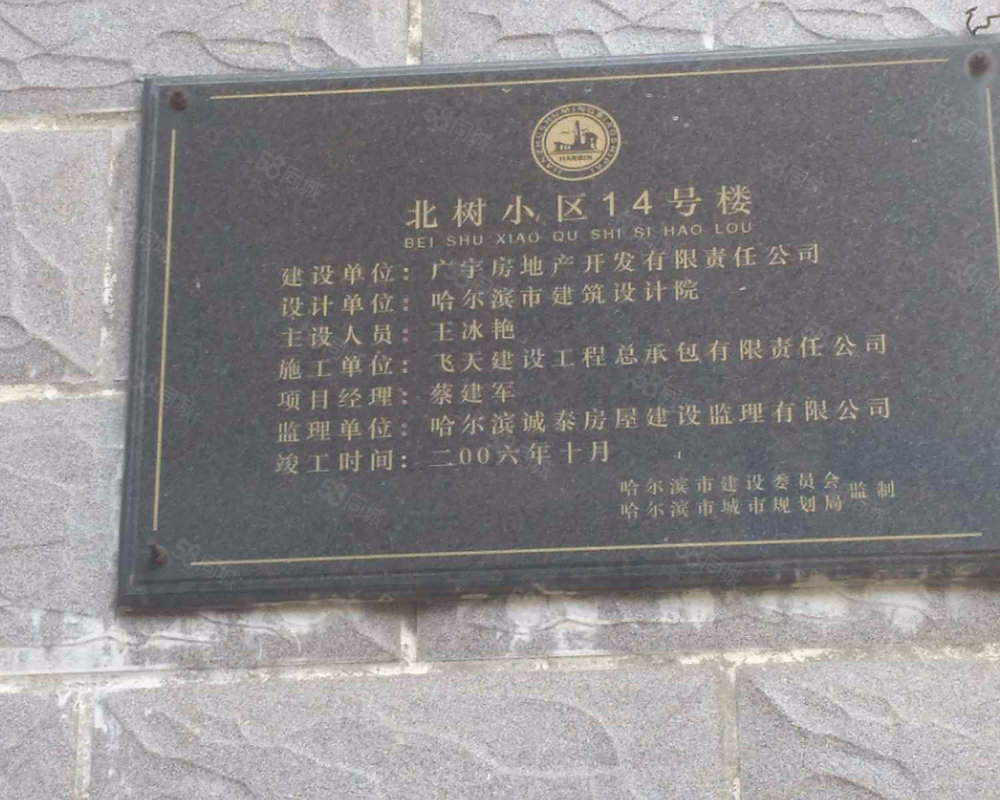 HARBIN
北树小区14号楼
BEI SHU XIAO QU SHI SI HAO LOU
建设单位：广宇房地产开发有限责任公司
设计单位：哈尔滨市建筑设计院
主设人员：王冰艳
施工单位：飞天建设工程总承包有限责任公司
项目经理：蔡建军
监理单位：哈尔滨诚泰房屋建设监理有限公司
竣工时间：二00六年十月
哈尔滨市建设委员会
哈尔滨市城市规划局
监制
58同城